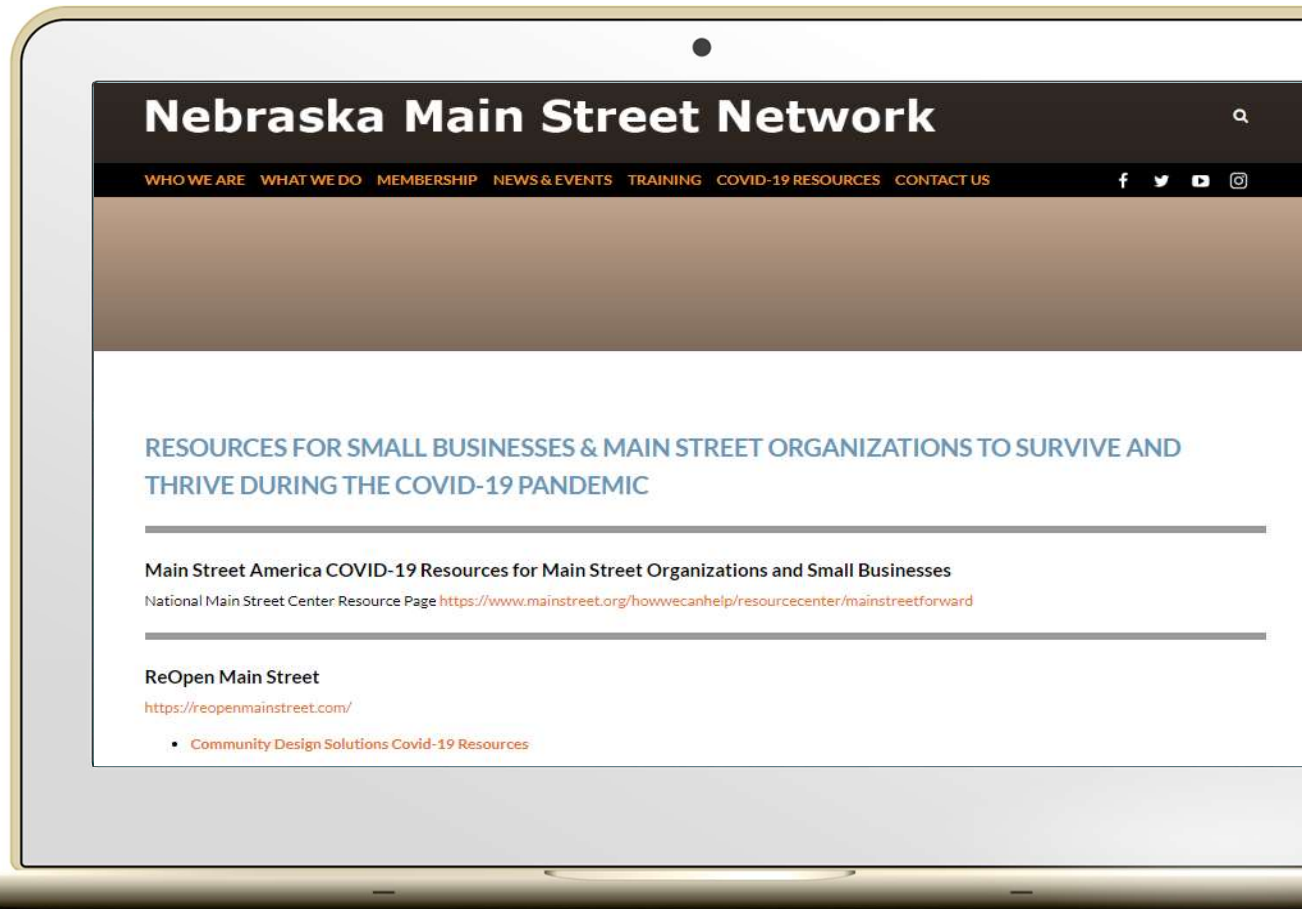 Nebraska Main Street Network
WHO WE ARE WHAT WE DO MEMBERSHIP NEWS & EVENTS TRAINING COVID-19 RESOURCES CONTACT US
RESOURCES FOR SMALL BUSINESSES & MAIN STREET ORGANIZATIONS TO SURVIVE AND
THRIVE DURING THE COVID-19 PANDEMIC
Main Street America COVID-19 Resources for Main Street Organizations and Small Businesses
National Main Street Center Resource Page https://www.mainstreet.org/howwecanhelp/resourcecenter/mainstreetforward
ReOpen Main Street
https://reopenmainstreet.com/
• Community Design Solutions Covid-19 Resources